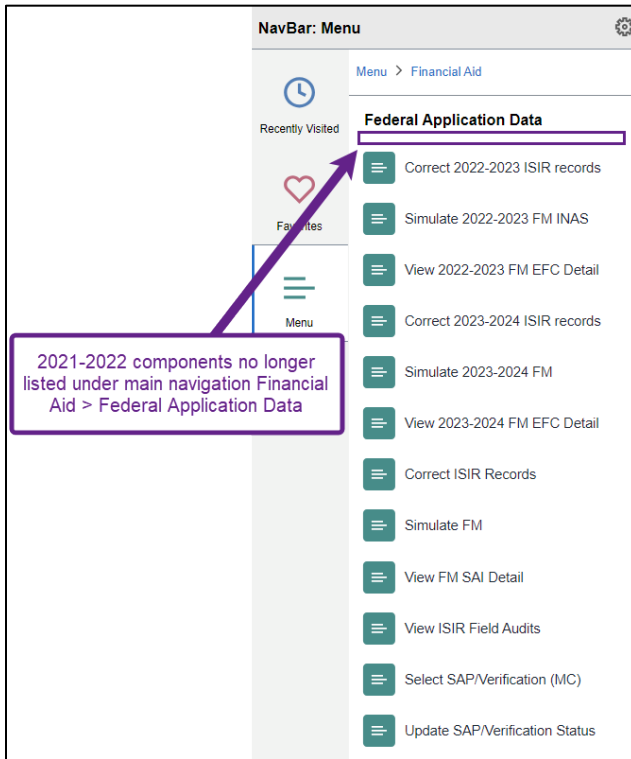 NavBar: Menu
Menu > Financial Aid
Recently Visited
Federal Application Data
Correct 2022-2023 ISIR records
Simulate 2022-2023 FM INAS
Favorites
View 2022-2023 FM EFC Detail
Menu
Correct 2023-2024 ISIR records
2021-2022 components no longer
listed under main navigation Financial
Aid > Federal Application Data
Simulate 2023-2024 FM
View 2023-2024 FM EFC Detail
Correct ISIR Records
Simulate FM
View FM SAI Detail
View ISIR Field Audits
Select SAP/Verification (MC)
Update SAP/Verification Status